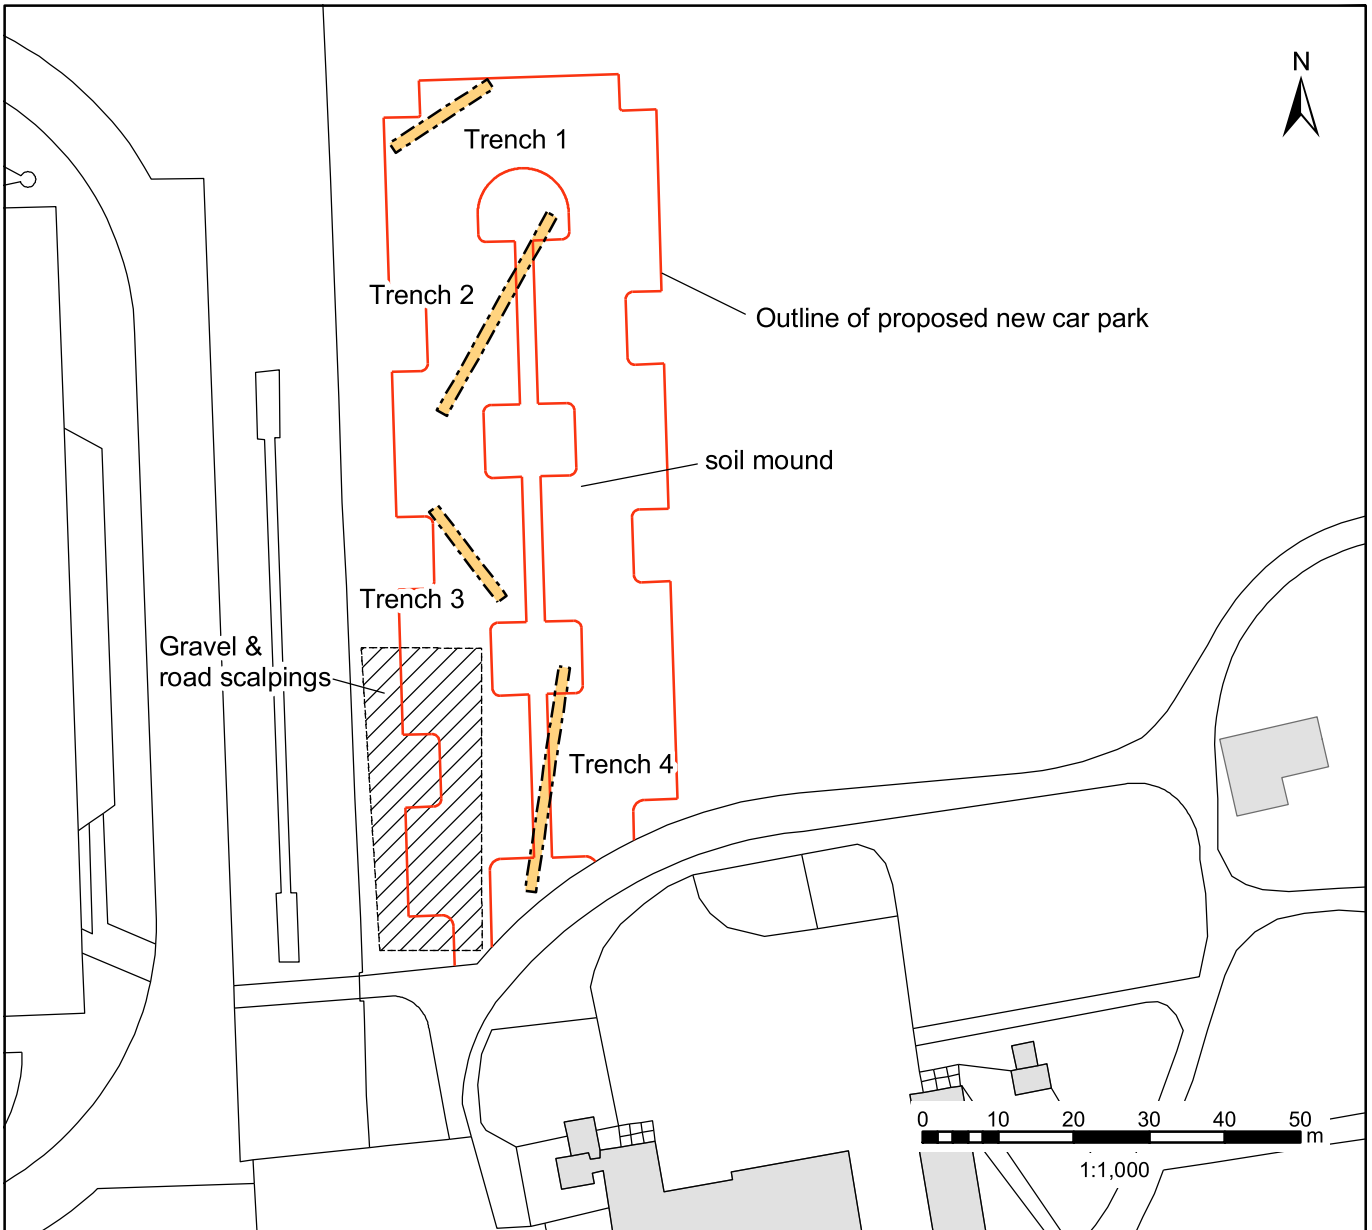 N
Trench 1
Trench 2
Outline of proposed new car park
soil mound
Trench 3
Gravel &
road scalpings
Trench 4
0 10 20 30 40 50
m
1:1,000